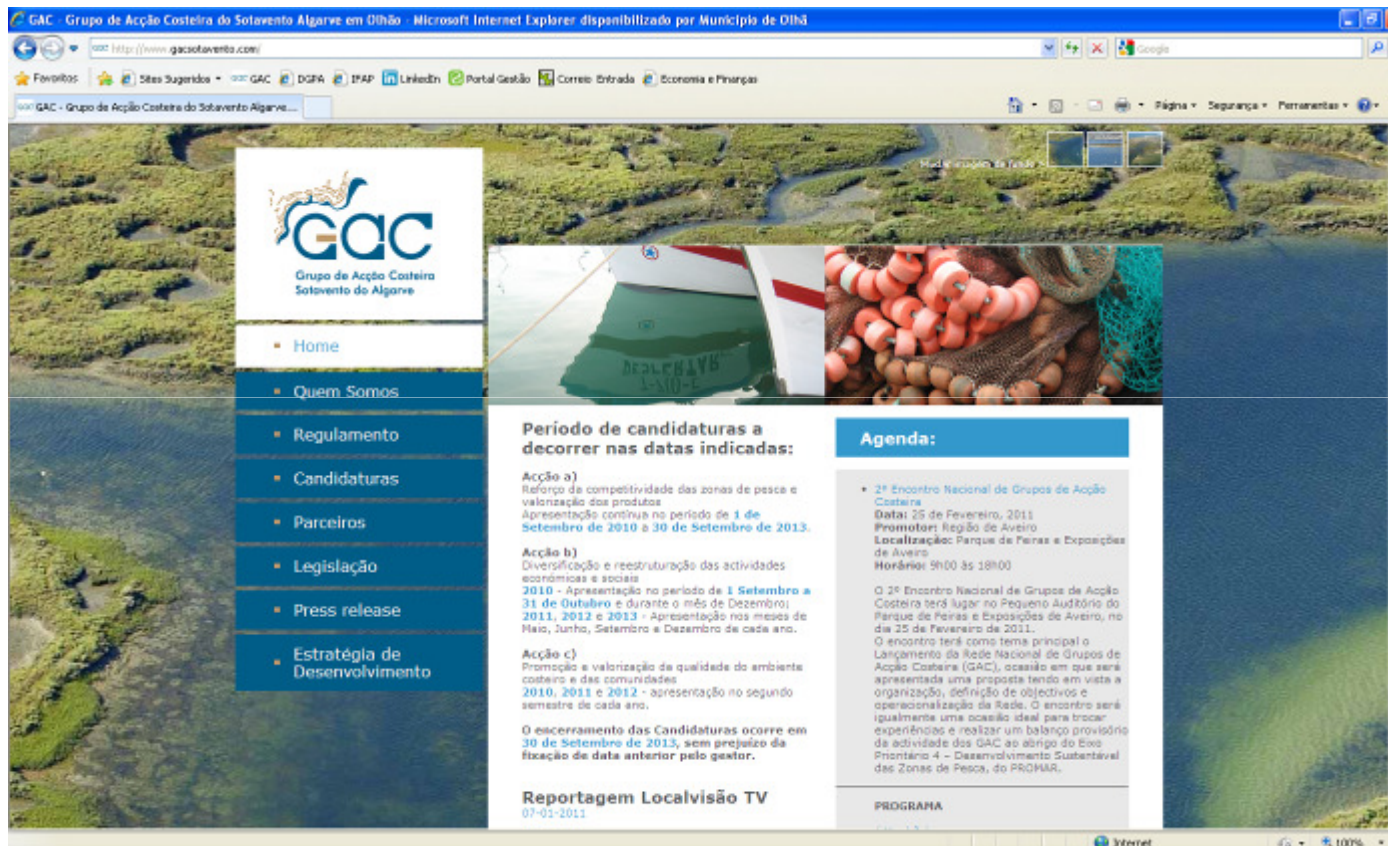 GAC - Grupo de Acção Costeira do Sotavento Algarve em Olhão - Microsoft Internet Explorer disponibilizado por Município de Olhã
http://www.gacsotavento.com/
Google
Favoritos
Sites Sugeridos
GAC
DGPA
IFAP
LinkedIn
Portal Gestão
Correio Entrada
Economia e Finanças
GAC - Grupo de Acção Costeira do Sotavento Algarve....
Página
Segurança
Ferramentas
Mudar imagem de fundo >
GAC
Grupo de Acção Costeira
Sotavento do Algarve
Home
Quem Somos
Regulamento
Candidaturas
Parceiros
Legislação
Press release
Estratégia de
Desenvolvimento
Período de candidaturas a
decorrer nas datas indicadas:
Acção a)
Reforço da competitividade das zonas de pesca e
valorização dos produtos
Apresentação contínua no período de 1 de
Setembro de 2010 a 30 de Setembro de 2013.
Acção b)
Diversificação e reestruturação das actividades
económicas e sociais
2010 - Apresentação no período de 1 Setembro a
31 de Outubro e durante o mês de Dezembro;
2011, 2012 e 2013 - Apresentação nos meses de
Maio, Junho, Setembro e Dezembro de cada ano.
Acção c)
Promoção e valorização da qualidade do ambiente
costeiro e das comunidades
2010, 2011 e 2012 - apresentação no segundo
semestre de cada ano.
O encerramento das Candidaturas ocorre em
30 de Setembro de 2013, sem prejuízo da
fixação de data anterior pelo gestor.
Reportagem Localvisão TV
07-01-2011
Agenda:
2º Encontro Nacional de Grupos de Acção
Costeira
Data: 25 de Fevereiro, 2011
Promotor: Região de Aveiro
Localização: Parque de Feiras e Exposições
de Aveiro
Horário: 9h00 às 18h00
O 2º Encontro Nacional de Grupos de Acção
Costeira terá lugar no Pequeno Auditório do
Parque de Feiras e Exposições de Aveiro, no
dia 25 de Fevereiro de 2011.
O encontro terá como tema principal o
Lançamento da Rede Nacional de Grupos de
Acção Costeira (GAC), ocasião em que será
apresentada uma proposta tendo em vista a
organização, definição de objectivos e
operacionalização da Rede. O encontro será
igualmente uma ocasião ideal para trocar
experiências e realizar um balanço provisório
da actividade dos GAC ao abrigo do Eixo
Prioritário 4 – Desenvolvimento Sustentável
das Zonas de Pesca, do PROMAR.
PROGRAMA
Internet
100%